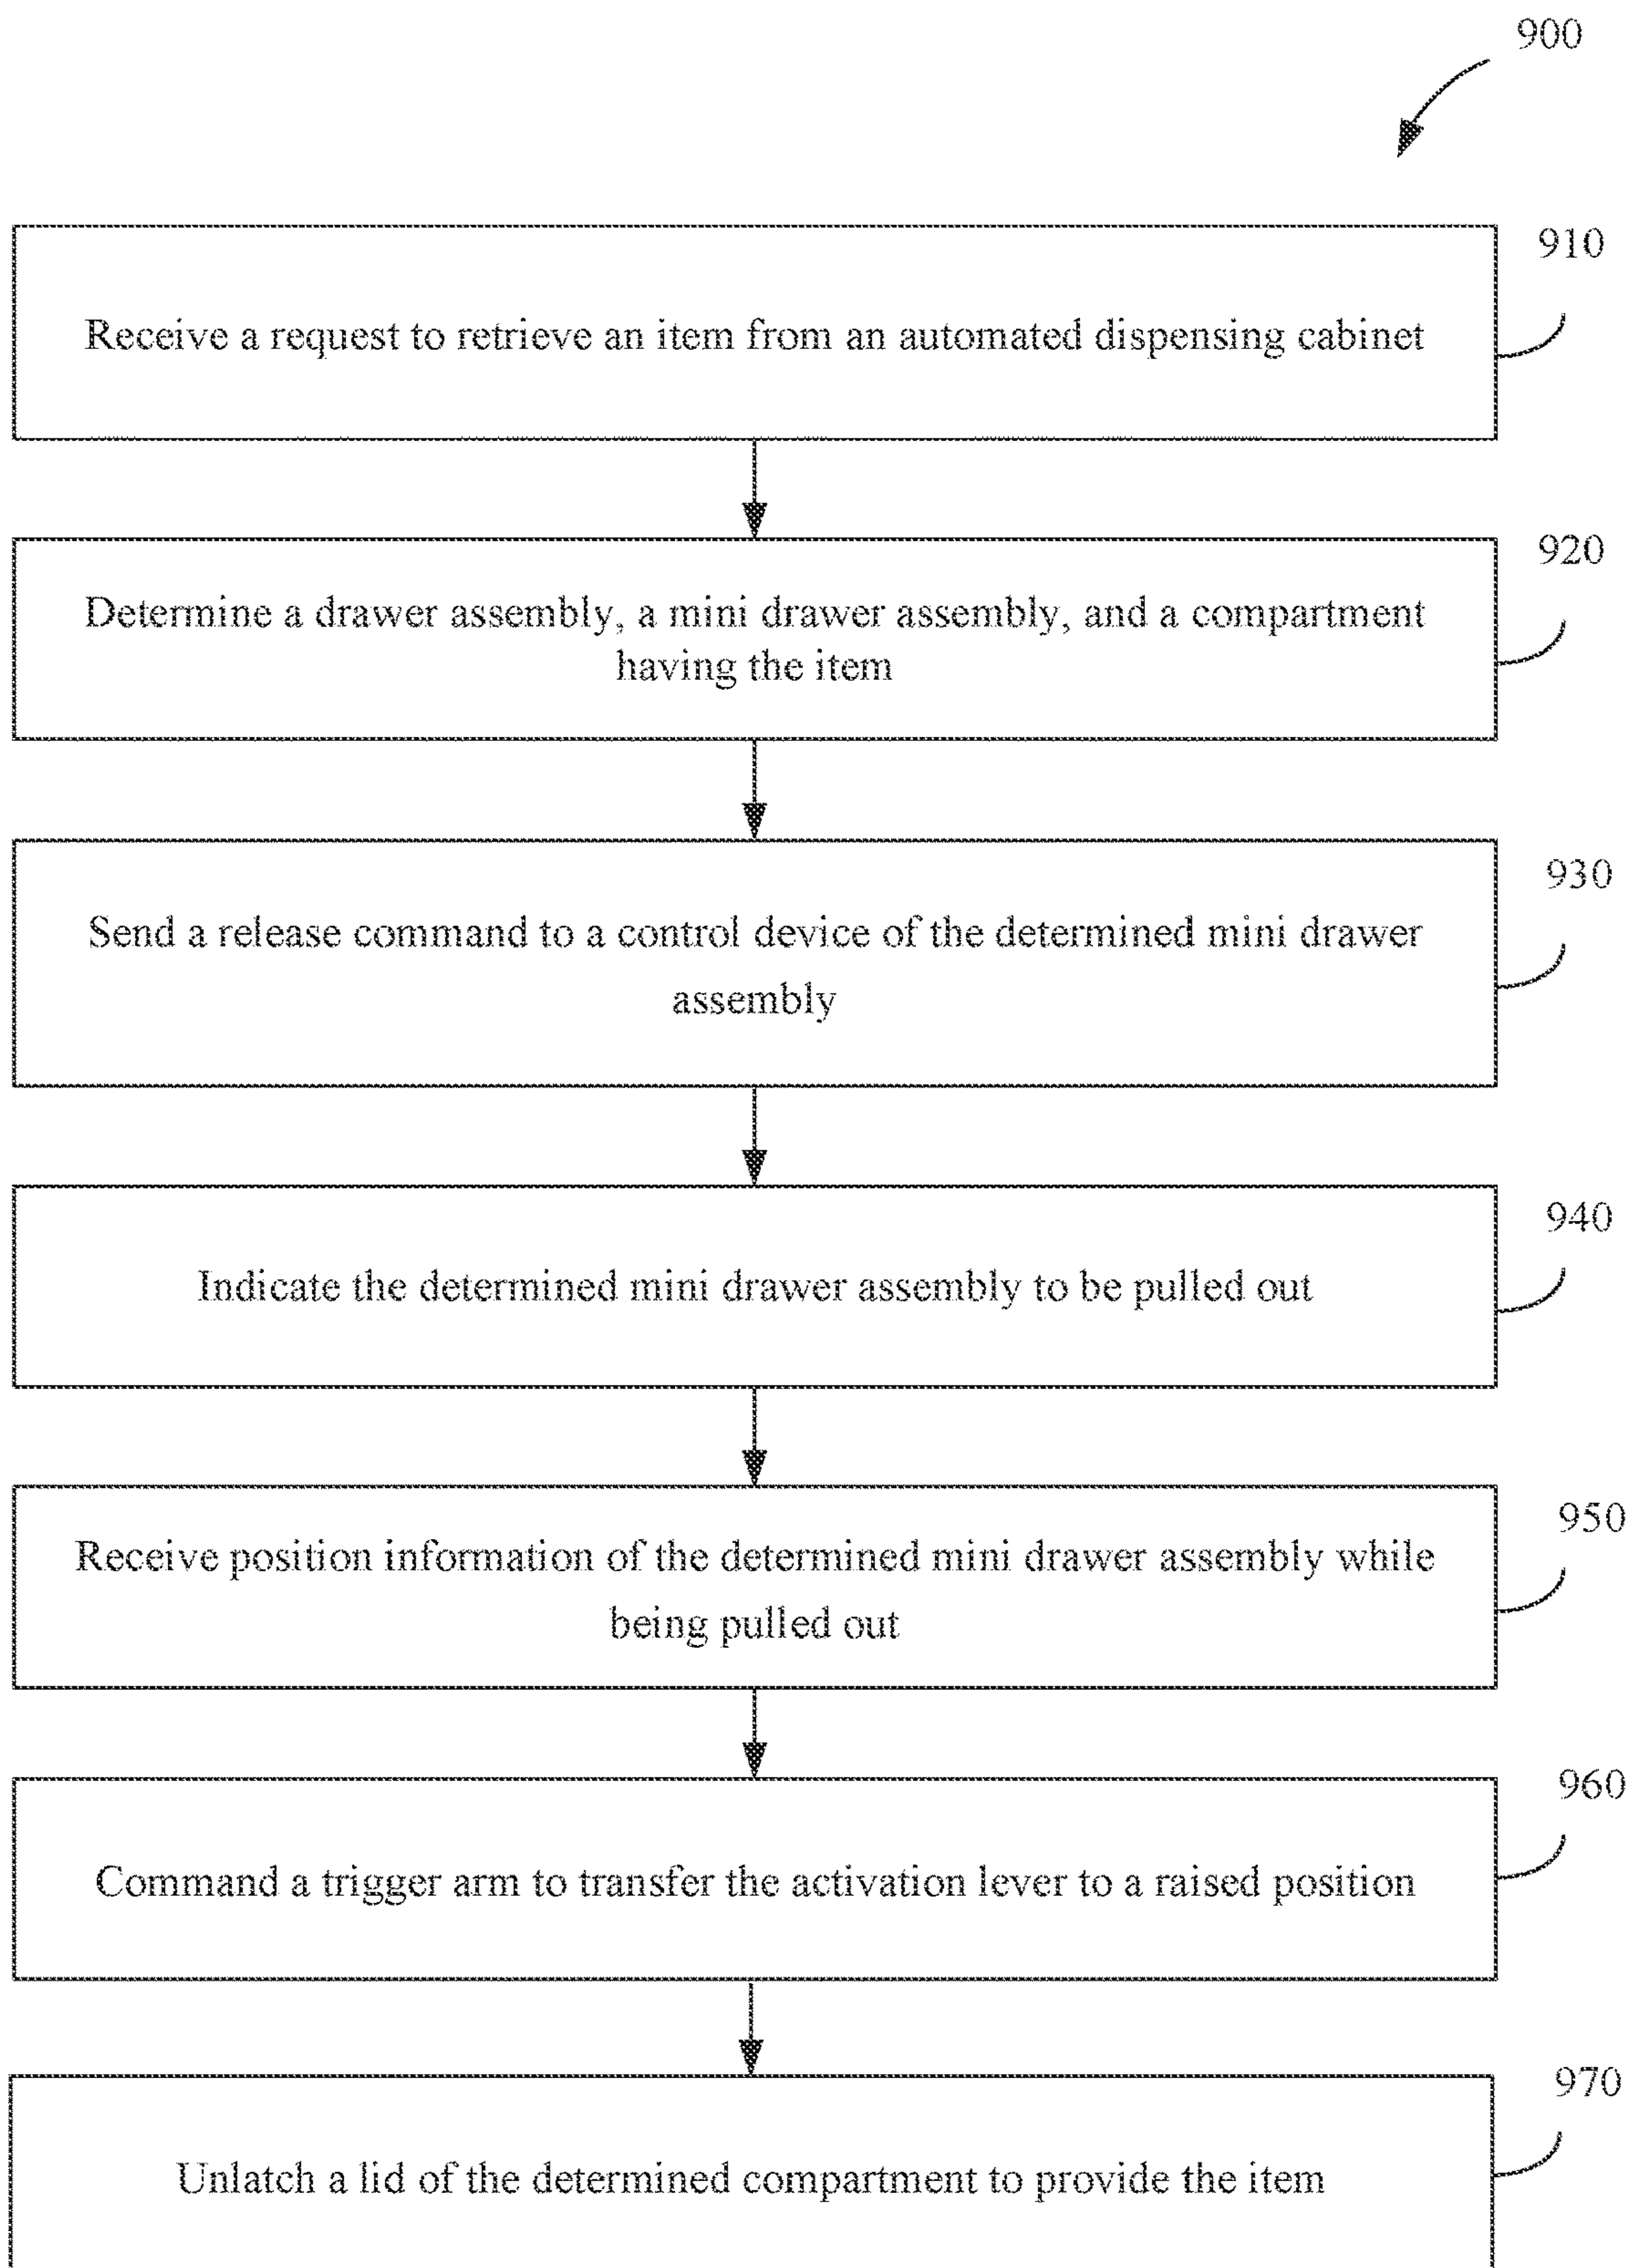 900
910
Receive a request to retrieve an item from an automated dispensing cabinet
920
Determine a drawer assembly, a mini drawer assembly, and a compartment
having the item
930
Send a release command to a control device of the determined mini drawer
assembly
940
Indicate the determined mini drawer assembly to be pulled out
950
Receive position information of the determined mini drawer assembly while
being pulled out
960
Command a trigger arm to transfer the activation lever to a raised position
970
Unlatch a lid of the determined compartment to provide the item